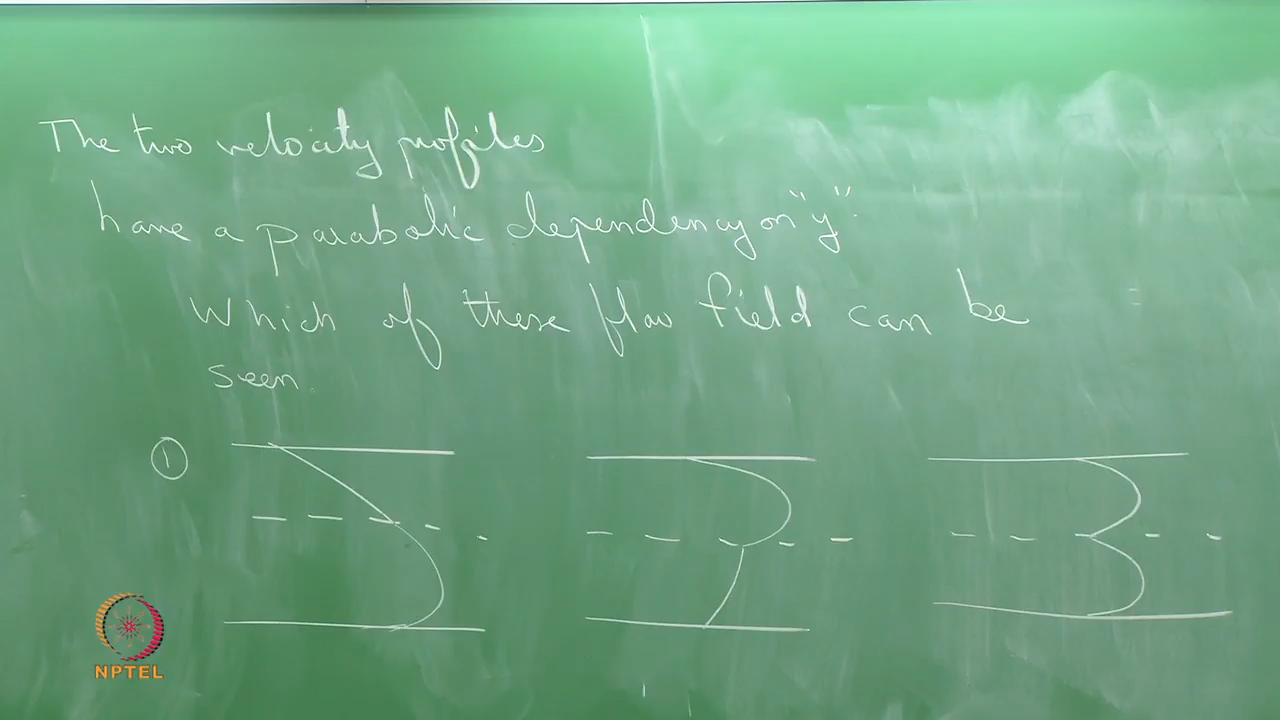 The two velocity profiles
have a parabolic dependency on "y".
Which of these flow field can be
seen.
1
NPTEL